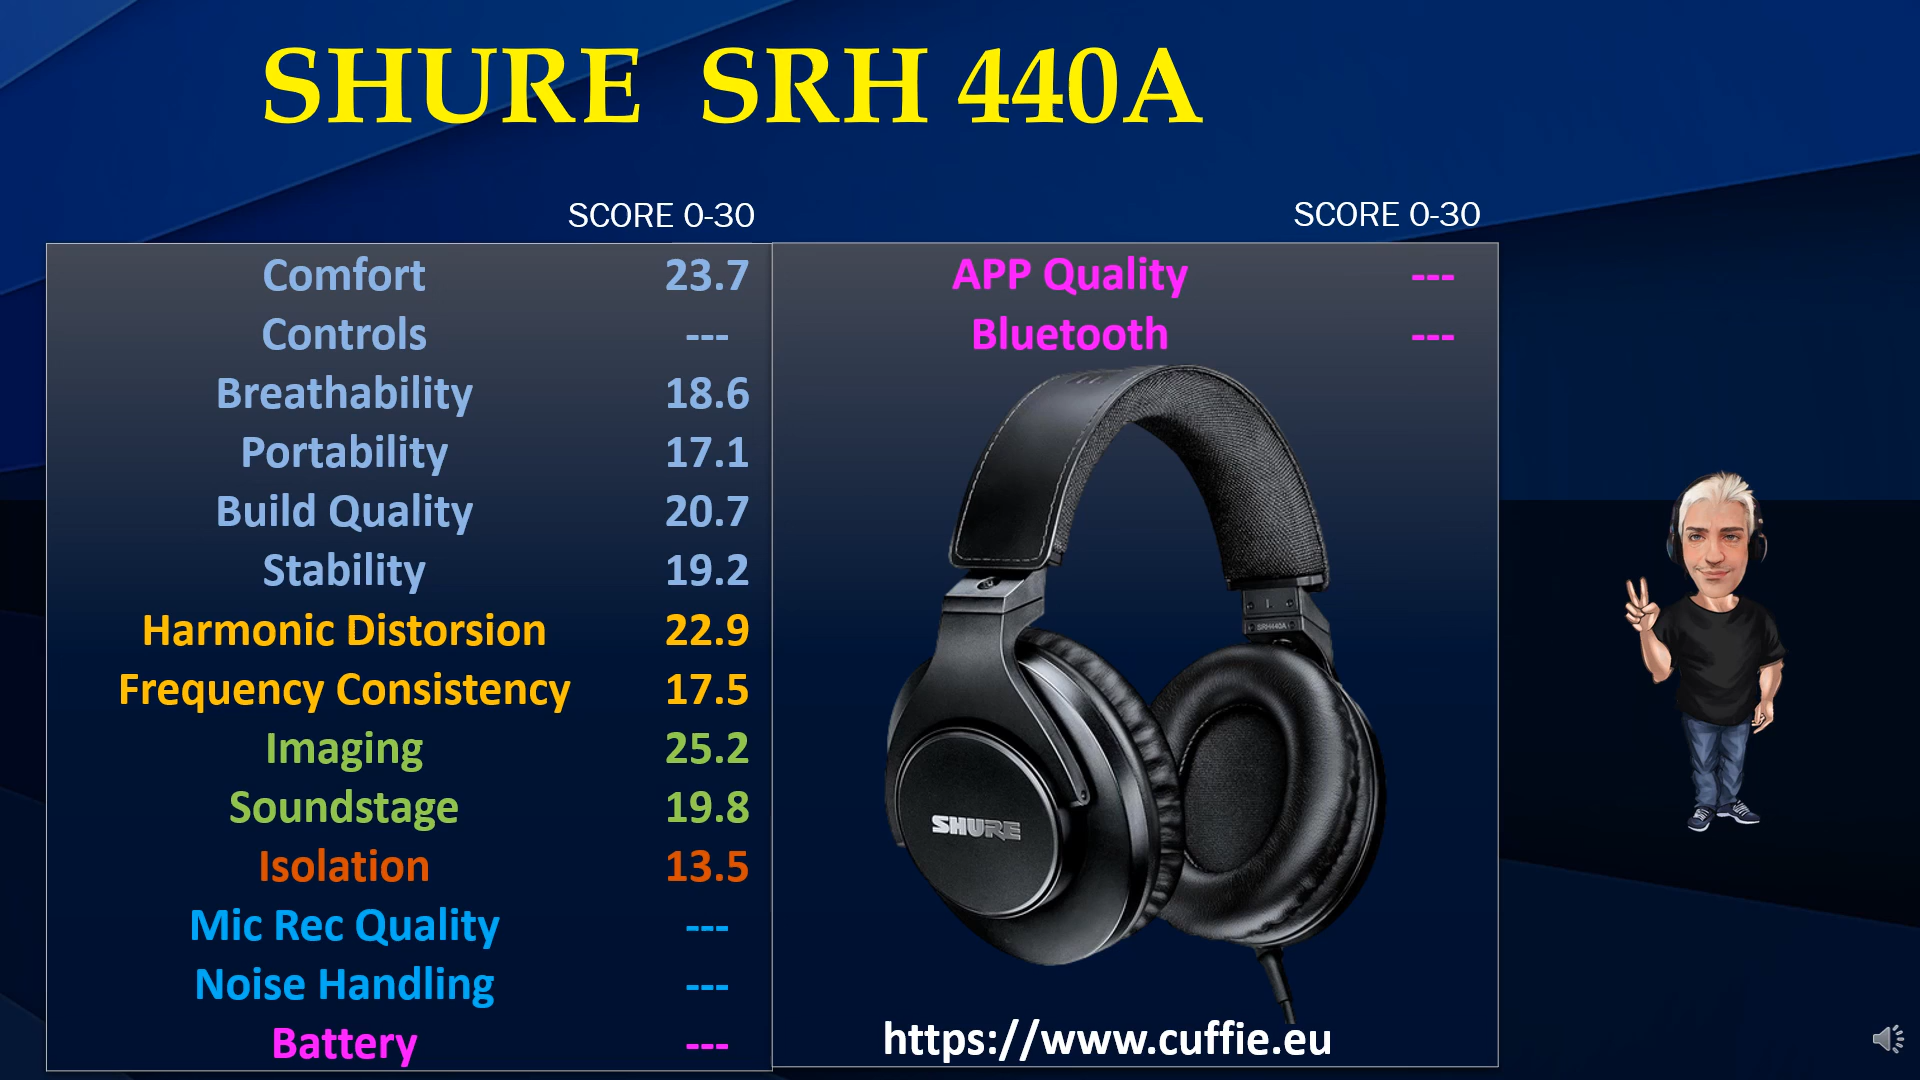 SHURE SRH 440A
SCORE 0-30
SCORE 0-30
Comfort 23.7
Controls ---
Breathability 18.6
Portability 17.1
Build Quality 20.7
Stability 19.2
Harmonic Distorsion 22.9
Frequency Consistency 17.5
Imaging 25.2
Soundstage 19.8
Isolation 13.5
Mic Rec Quality ---
Noise Handling ---
Battery ---
APP Quality ---
Bluetooth ---
L
SRH440A
SHURE
https://www.cuffie.eu